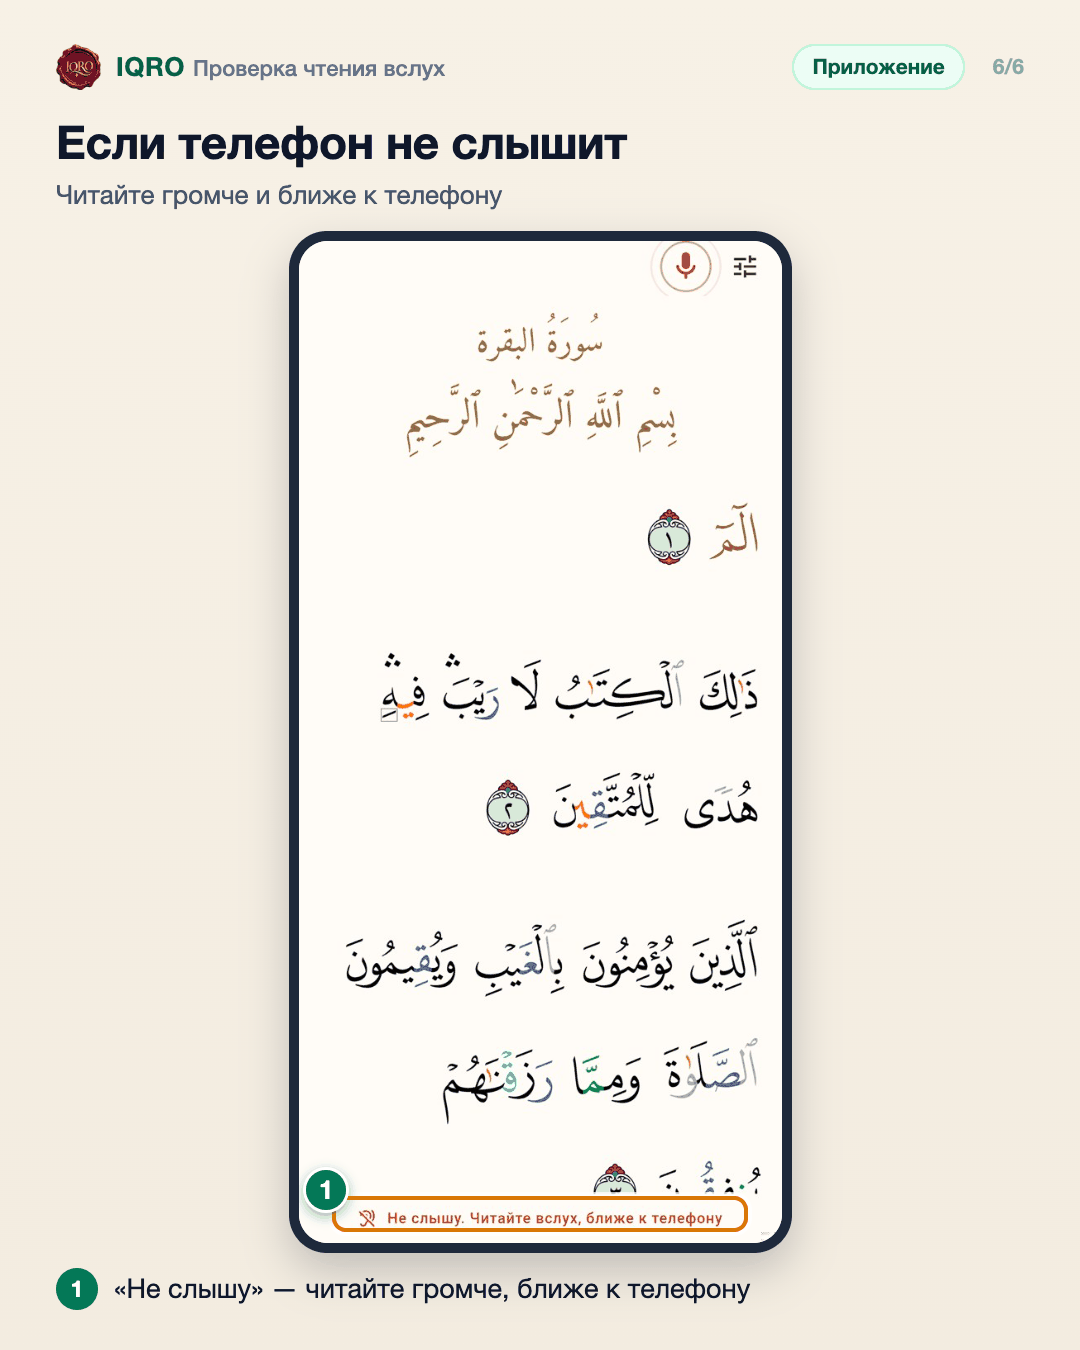 IQRO Проверка чтения вслух
Приложение 6/6
Если телефон не слышит
Читайте громче и ближе к телефону
سُورَةُ البقرة
بِسْمِ ٱللَّهِ ٱلرَّحْمَٰنِ ٱلرَّحِيمِ
الٓمٓ ١
ذَٰلِكَ ٱلْكِتَٰبُ لَا رَيْبَ ۛ فِيهِ ۛ
هُدًى لِّلْمُتَّقِينَ ٢
ٱلَّذِينَ يُؤْمِنُونَ بِٱلْغَيْبِ وَيُقِيمُونَ
ٱلصَّلَوٰةَ وَمِمَّا رَزَقْنَٰهُمْ
1
Не слышу. Читайте вслух, ближе к телефону
1 «Не слышу» — читайте громче, ближе к телефону